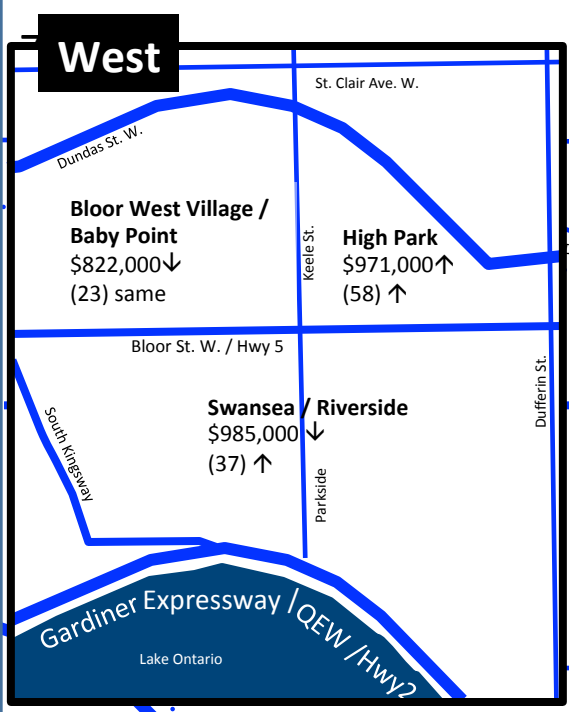 West
St. Clair Ave. W.
Dundas St. W.
Bloor West Village /
Baby Point
$822,000↓
(23) same
Keele St.
High Park
$971,000↑
(58) ↑
Bloor St. W. / Hwy 5
Dufferin St.
South Kingsway
Swansea / Riverside
$985,000 ↓
(37) ↑
Parkside
Gardiner Expressway / QEW /Hwy2
Lake Ontario